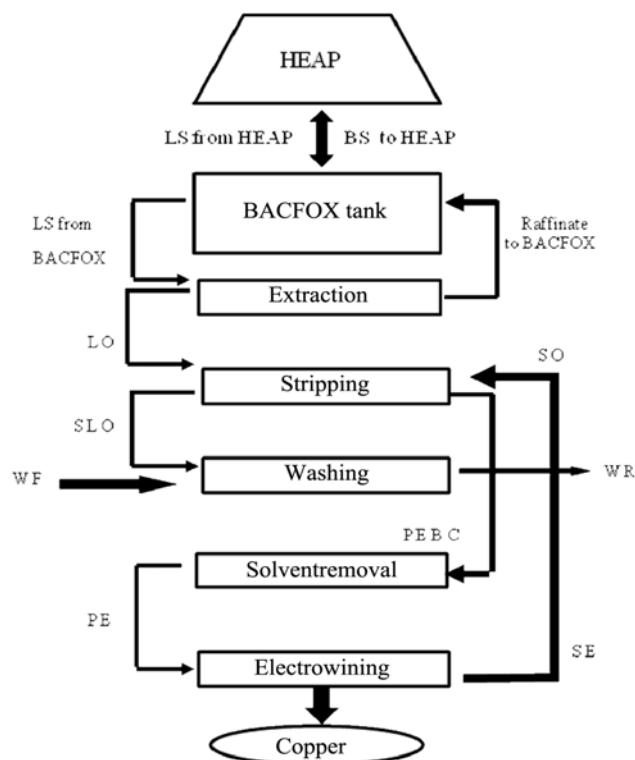 HEAP
LS from HEAP
BS to HEAP
BACFOX tank
LS from
BACFOX
Raffinate
to BACFOX
Extraction
LO
SO
Stripping
SLO
WF
Washing
WR
PEBC
Solventremoval
PE
Electrowining
SE
Copper